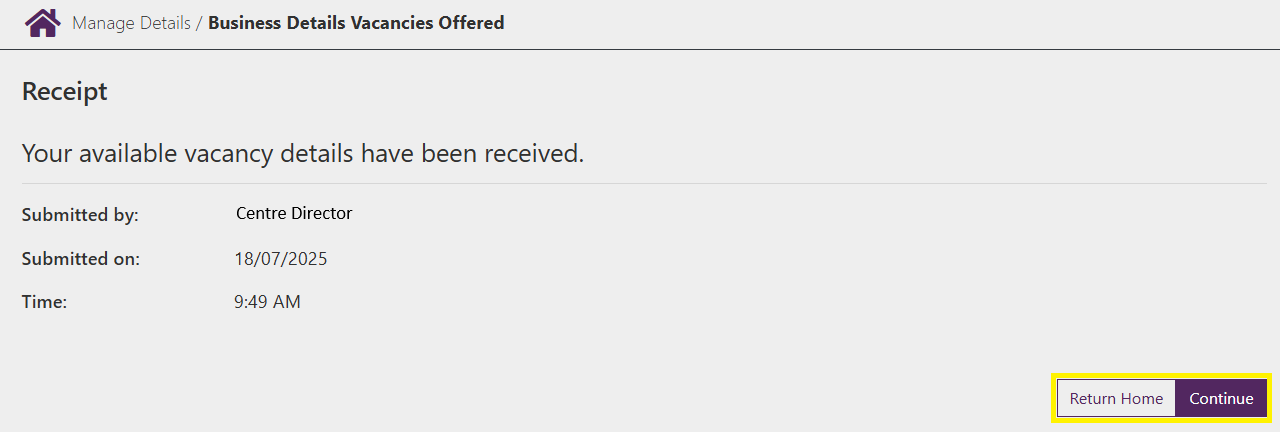 Manage Details / Business Details Vacancies Offered
Receipt
Your available vacancy details have been received.
Submitted by: Centre Director
Submitted on: 18/07/2025
Time: 9:49 AM
Return Home Continue